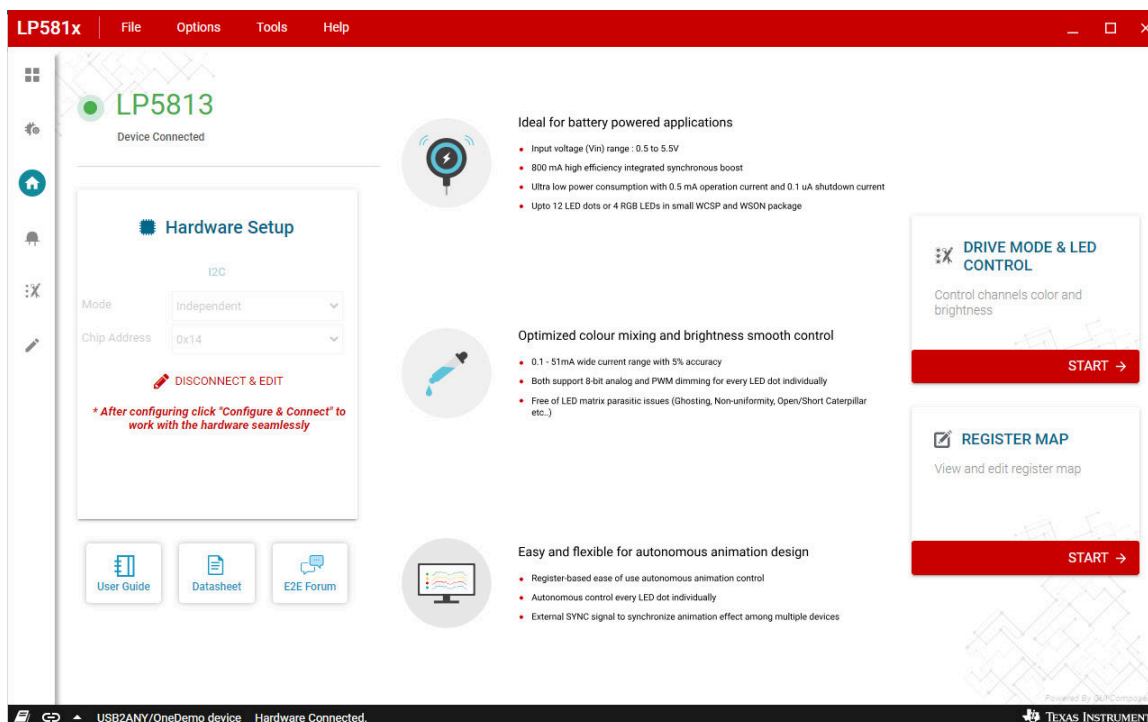 LP581x File Options Tools Help
LP5813
Device Connected
Hardware Setup
I2C
Mode Independent
Chip Address 0x14
DISCONNECT & EDIT
* After configuring click "Configure & Connect" to
work with the hardware seamlessly
User Guide Datasheet E2E Forum
Ideal for battery powered applications
Input voltage (Vin) range : 0.5 to 5.5V
800 mA high efficiency integrated synchronous boost
Ultra low power consumption with 0.5 mA operation current and 0.1 uA shutdown current
Upto 12 LED dots or 4 RGB LEDs in small WCSP and WSON package
Optimized colour mixing and brightness smooth control
0.1 - 51mA wide current range with 5% accuracy
Both support 8-bit analog and PWM dimming for every LED dot individually
Free of LED matrix parasitic issues (Ghosting, Non-uniformity, Open/Short Caterpillar
etc..)
Easy and flexible for autonomous animation design
Register-based ease of use autonomous animation control
Autonomous control every LED dot individually
External SYNC signal to synchronize animation effect among multiple devices
DRIVE MODE & LED
CONTROL
Control channels color and
brightness
START →
REGISTER MAP
View and edit register map
START →
Powered By GUI Compose
USB2ANY/OneDemo device Hardware Connected. TEXAS INSTRUMEN